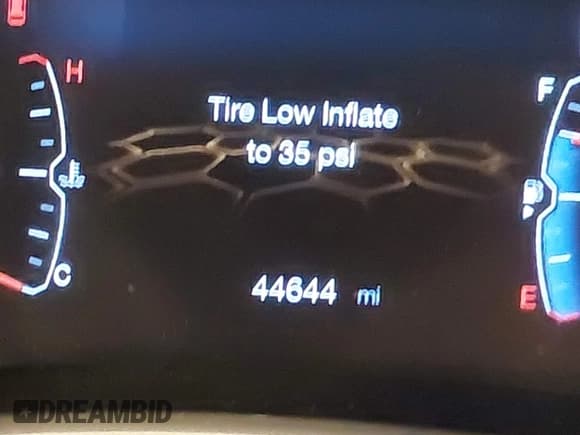 H
Tire Low Inflate
to 35 psi
F
C
44644 mi
E
DREAMBID